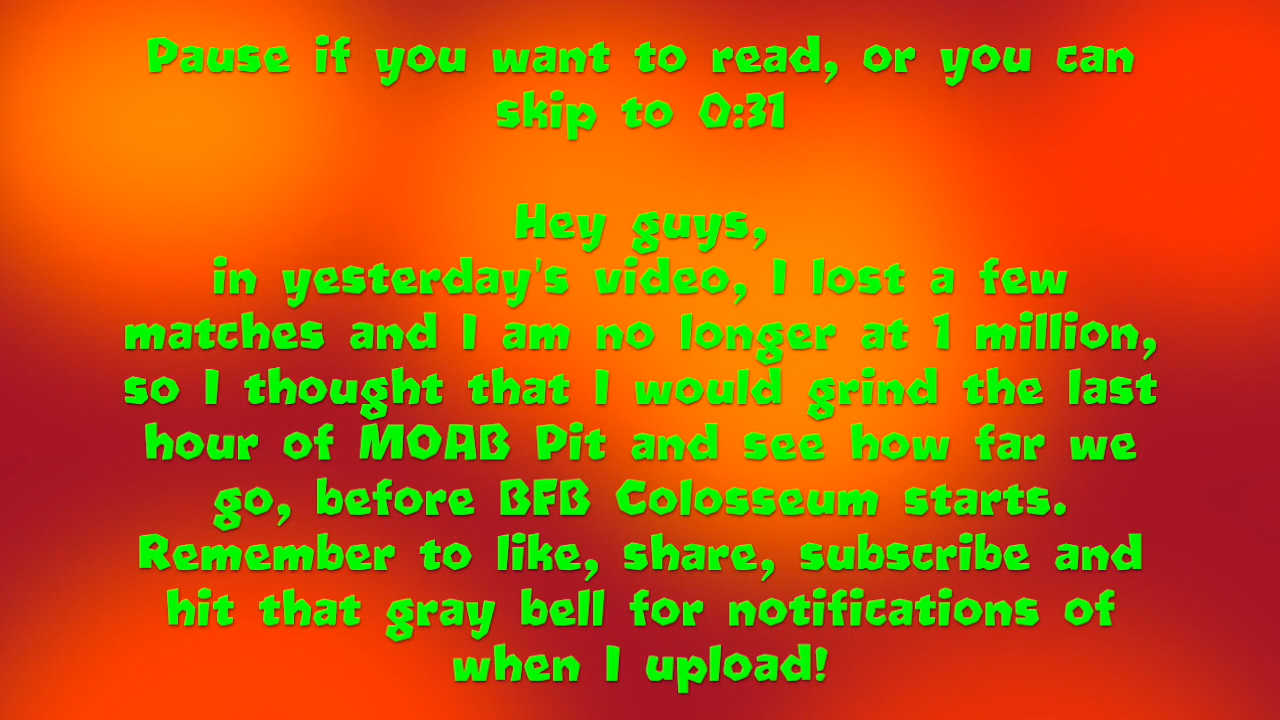 Pause if you want to read, or you can
skip to 0:31
Hey guys,
in yesterday's video, I lost a few
matches and I am no longer at 1 million,
so I thought that I would grind the last
hour of MOAB Pit and see how far we
go, before BFB Colosseum starts.
Remember to like, share, subscribe and
hit that gray bell for notifications of
when I upload!